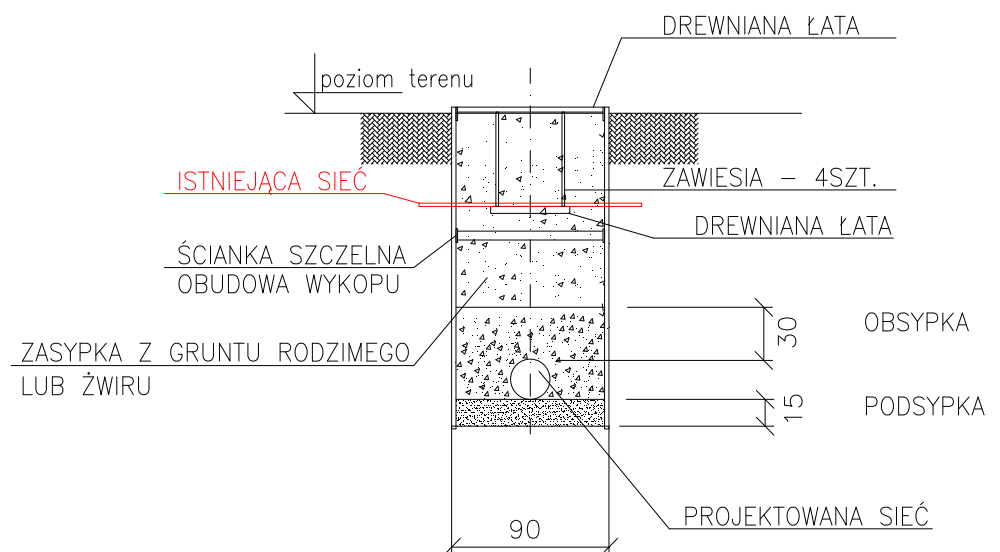 DREWNIANA ŁATA
poziom terenu
ISTNIEJĄCA SIEĆ
ZAWIESIA – 4SZT.
DREWNIANA ŁATA
ŚCIANKA SZCZELNA
OBUDOWA WYKOPU
30
OBSYPKA
ZASYPKA Z GRUNTU RODZIMEGO
LUB ŻWIRU
15
PODSYPKA
PROJEKTOWANA SIEĆ
90